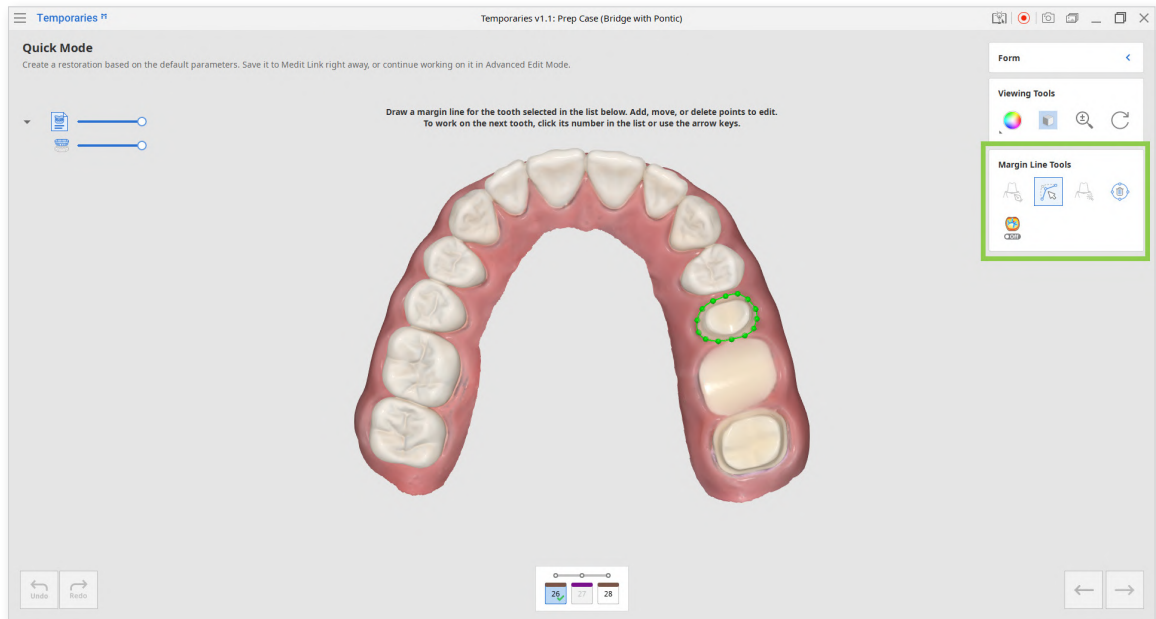 Temporaries
Temporaries v1.1: Prep Case (Bridge with Pontic)
Quick Mode
Create a restoration based on the default parameters. Save it to Medit Link right away, or continue working on it in Advanced Edit Mode.
Draw a margin line for the tooth selected in the list below. Add, move, or delete points to edit.
To work on the next tooth, click its number in the list or use the arrow keys.
Form
Viewing Tools
Margin Line Tools
Off
Undo
Redo
26
27
28